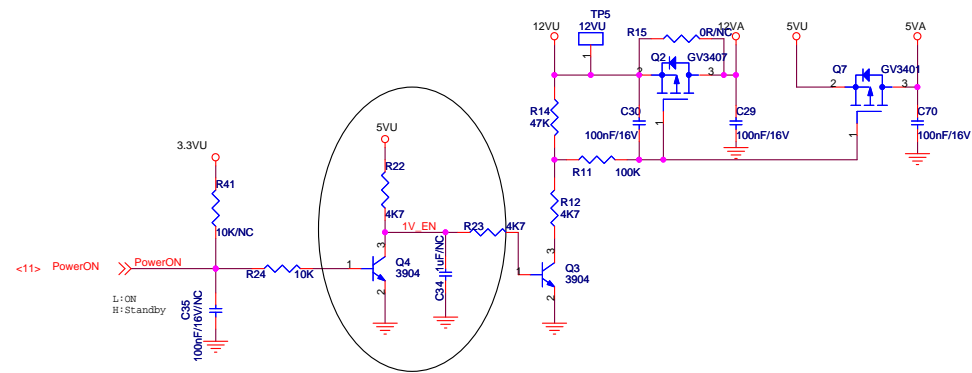 TP5
12VU
12VU
R15
0R/NC
12VA
5VU
5VA
1
2
Q2
GV3407
3
Q7
GV3401
2
3
R14
47K
C30
100nF/16V
1
C29
100nF/16V
1
C70
100nF/16V
5VU
3.3VU
R22
4K7
R11
100K
R41
10K/NC
R12
4K7
1V_EN
R23
4K7
3
3
<11>
PowerON
PowerON
R24
10K
1
Q4
3904
2
C34
1uF/NC
1
Q3
3904
2
L:ON
H:Standby
C35
100nF/16V/NC